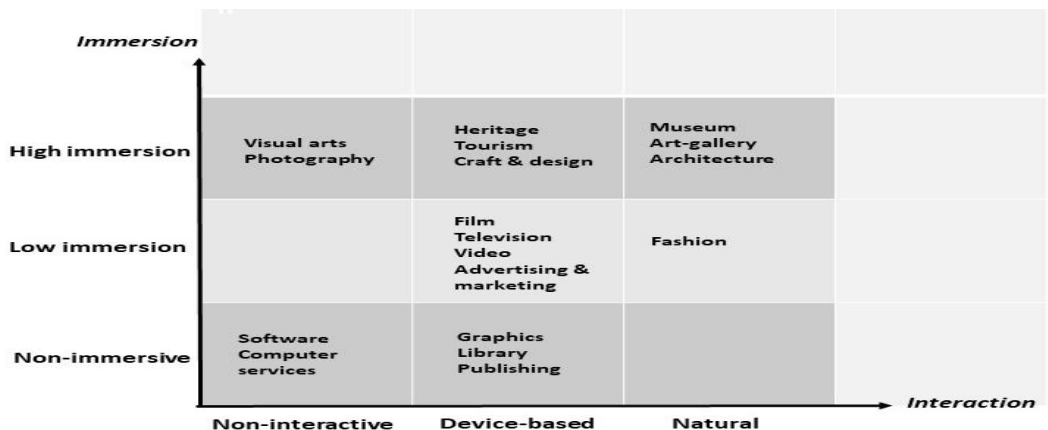 Immersion
High immersion
Visual arts
Photography
Heritage
Tourism
Craft & design
Museum
Art-gallery
Architecture
Low immersion
Film
Television
Video
Advertising &
marketing
Fashion
Non-immersive
Software
Computer
services
Graphics
Library
Publishing
Interaction
Non-interactive
Device-based
Natural